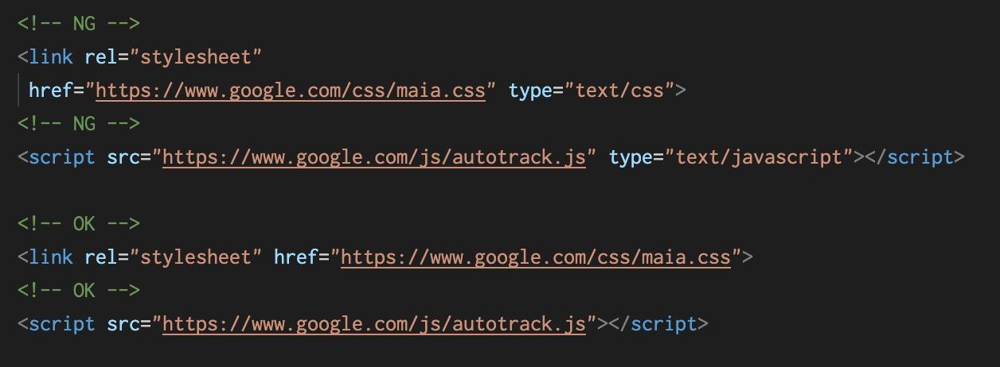 <!-- NG -->
<link rel="stylesheet"
href="https://www.google.com/css/maia.css" type="text/css">
<!-- NG -->
<script src="https://www.google.com/js/autotrack.js" type="text/javascript"></script>
<!-- OK -->
<link rel="stylesheet" href="https://www.google.com/css/maia.css">
<!-- OK -->
<script src="https://www.google.com/js/autotrack.js"></script>